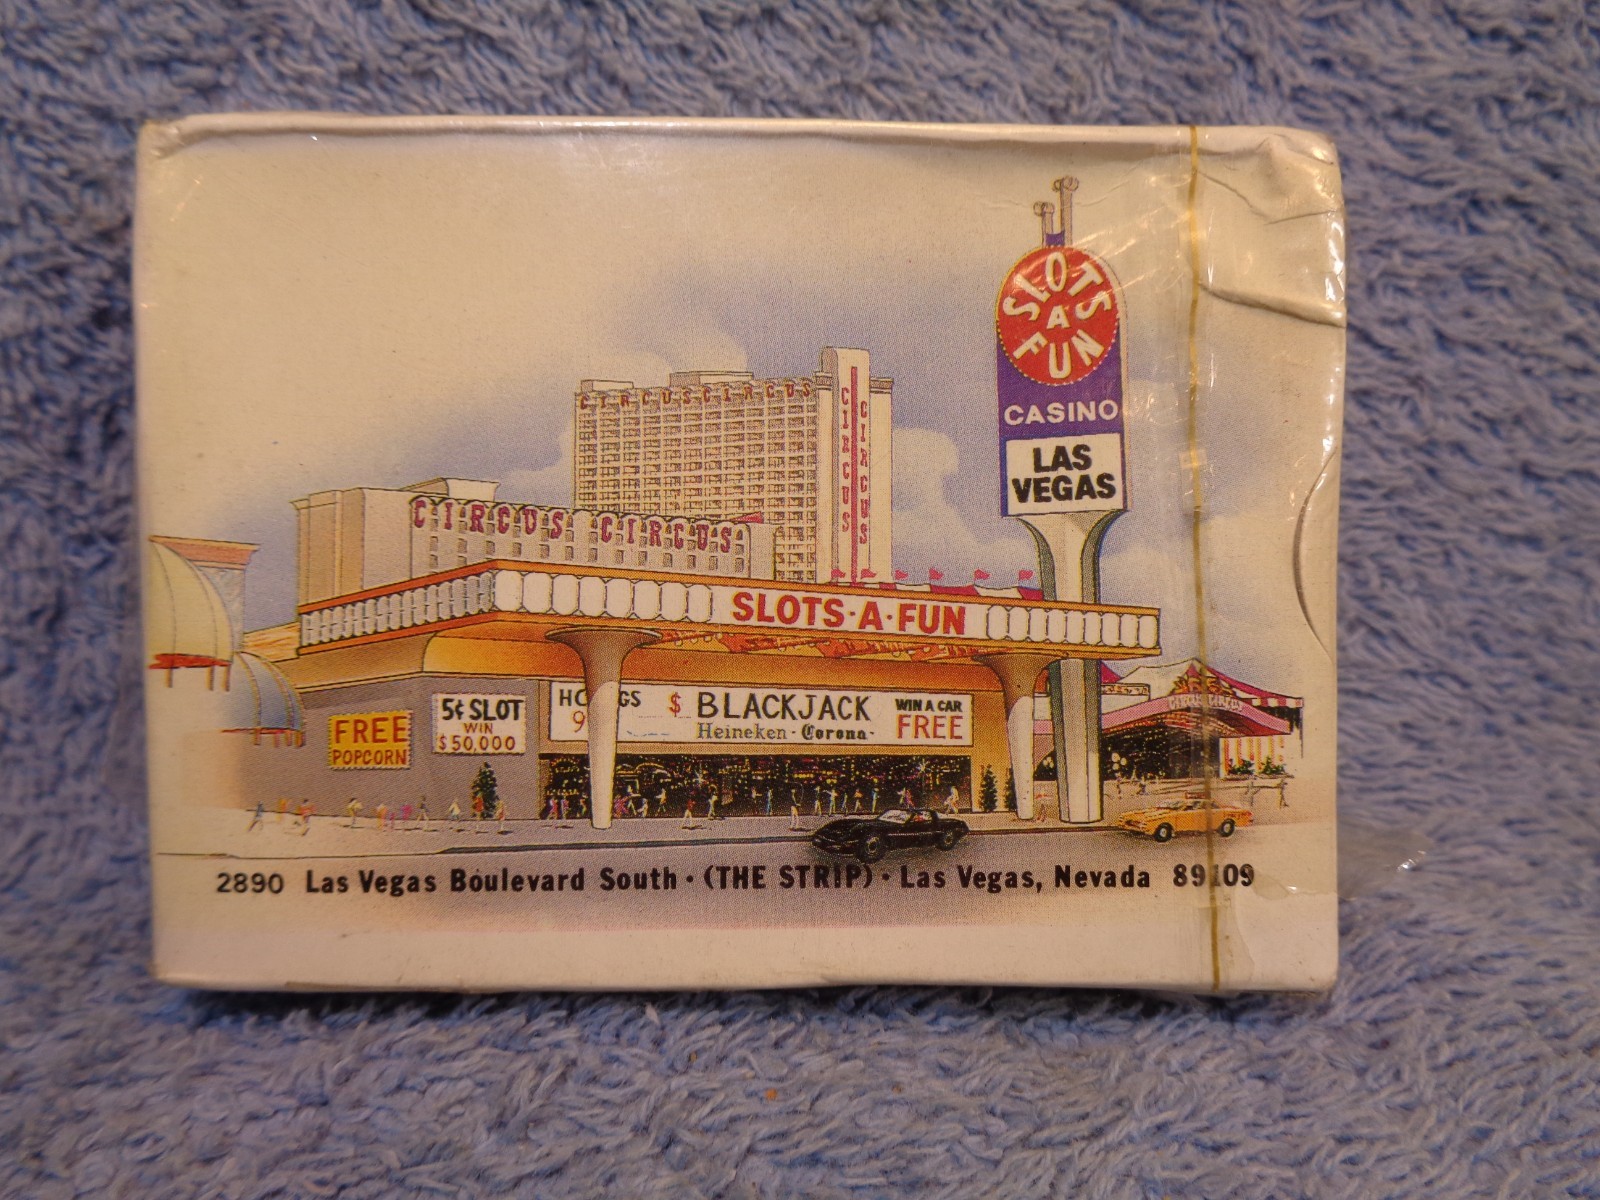 SLOTS
A
FUN
CASINO
LAS
VEGAS
CIRCUS CIRCUS
CIRCUS
CIRCUS
CIRCUS CIRCUS
SLOTS·A·FUN
FREE
POPCORN
5¢ SLOT
WIN
$50,000
$ BLACKJACK
Heineken - Corona -
WIN A CAR
FREE
CIRCUS CIRCUS
2890 Las Vegas Boulevard South · (THE STRIP) · Las Vegas, Nevada 89109